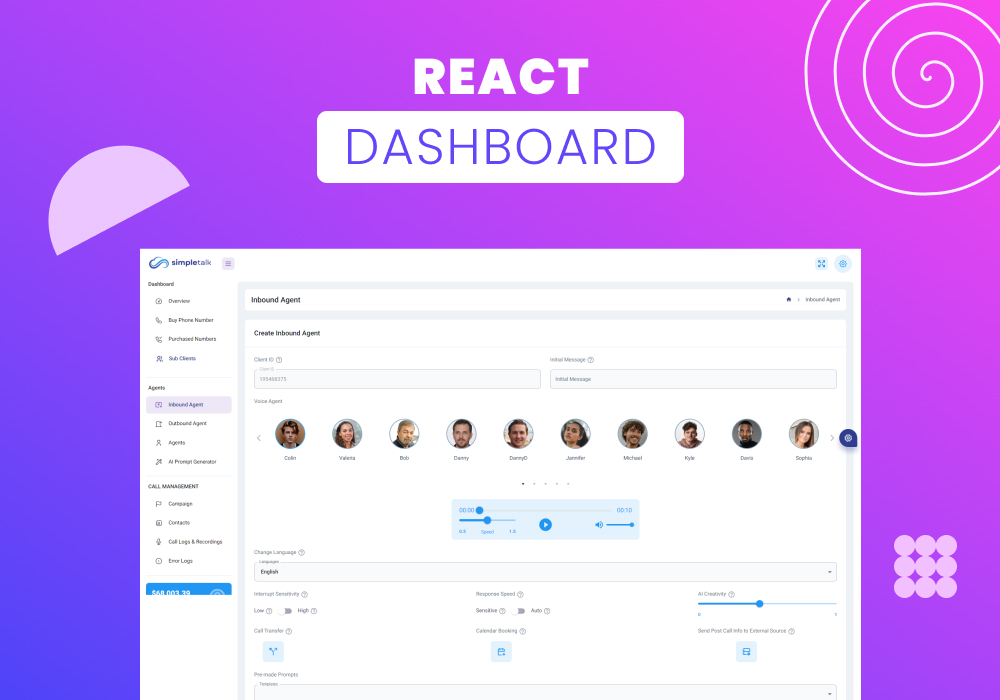 REACT
DASHBOARD
simpletalk
Dashboard
Overview
Buy Phone Number
Purchased Numbers
Sub Clients
Agents
Inbound Agent
Outbound Agent
Agents
AI Prompt Generator
CALL MANAGEMENT
Campaign
Contacts
Call Logs & Recordings
Error Logs
$68,003.39
Inbound Agent
Inbound Agent
Create Inbound Agent
Client ID
Initial Message
Client ID
195468375
Initial Message
Voice Agent
Colin
Valeria
Bob
Danny
DannyD
Jennifer
Michael
Kyle
Davis
Sophia
00:00
00:10
0.5
Speed
1.5
Change Language
Languages
English
Interrupt Sensitivity
Response Speed
AI Creativity
Low
High
Sensitive
Auto
Call Transfer
Calendar Booking
Send Post Call Info to External Source
Pre-made Prompts
Templates